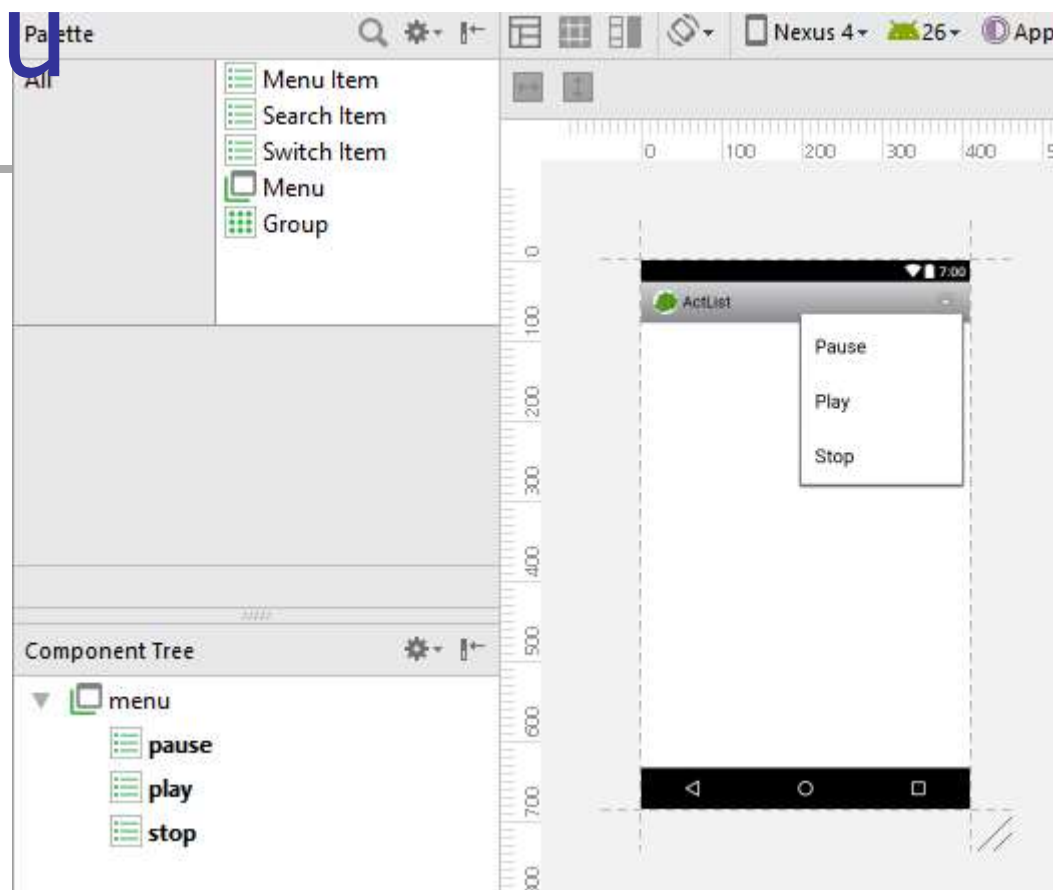 u
Palette
Nexus 4
26
App
All
Menu Item
Search Item
Switch Item
Menu
Group
0 100 200 300 400 5
0
100
200
300
400
500
600
700
7:00
ActList
Pause
Play
Stop
Component Tree
menu
pause
play
stop